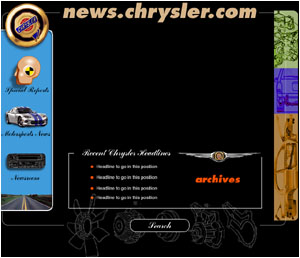 news.chrysler.com
Special Reports
Motorsports News
Newswire
Recent Chrysler Headlines
Headline to go in this position
Headline to go in this position
Headline to go in this position
Headline to go in this position
archives
Search